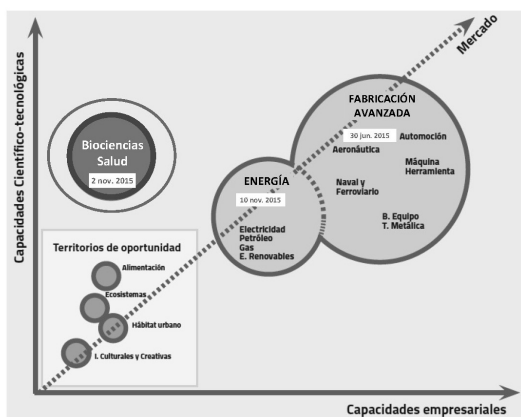 Capacidades Científico-tecnológicas
Mercado
FABRICACIÓN
AVANZADA
30 jun. 2015
Automoción
Aeronáutica
Máquina
Herramienta
Naval y
Ferroviario
B. Equipo
T. Metálica
Biociencias
Salud
2 nov. 2015
ENERGÍA
10 nov. 2015
Electricidad
Petróleo
Gas
E. Renovables
Territorios de oportunidad
Alimentación
Ecosistemas
Hábitat urbano
I. Culturales y Creativas
Capacidades empresariales